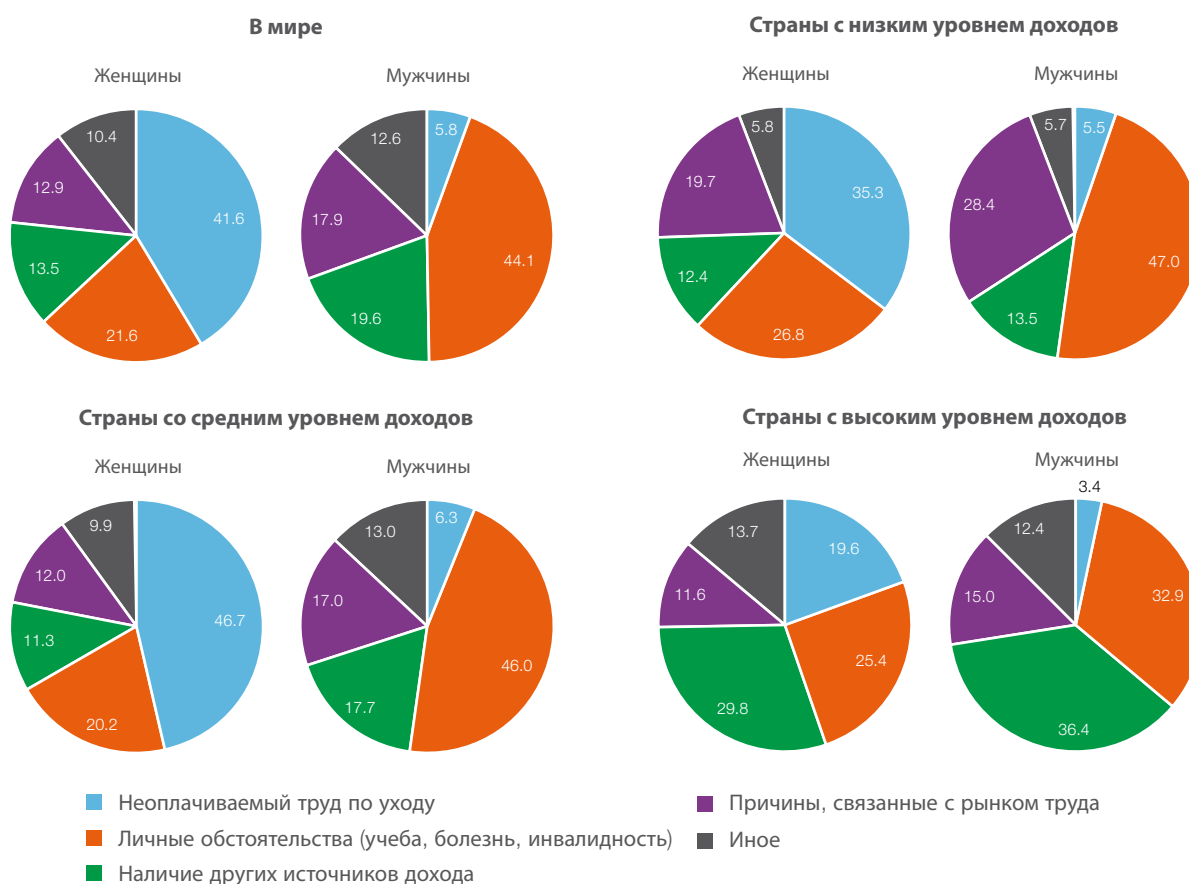 В мире
Женщины
Мужчины
10.4
12.9
13.5
21.6
41.6
12.6
5.8
17.9
44.1
19.6
Страны с низким уровнем доходов
Женщины
Мужчины
5.8
19.7
35.3
12.4
26.8
5.7
5.5
28.4
47.0
13.5
Страны со средним уровнем доходов
Женщины
Мужчины
9.9
12.0
46.7
11.3
20.2
13.0
6.3
17.0
46.0
17.7
Страны с высоким уровнем доходов
Женщины
Мужчины
13.7
19.6
11.6
25.4
29.8
3.4
12.4
32.9
15.0
36.4
Неоплачиваемый труд по уходу
Личные обстоятельства (учеба, болезнь, инвалидность)
Наличие других источников дохода
Причины, связанные с рынком труда
Иное